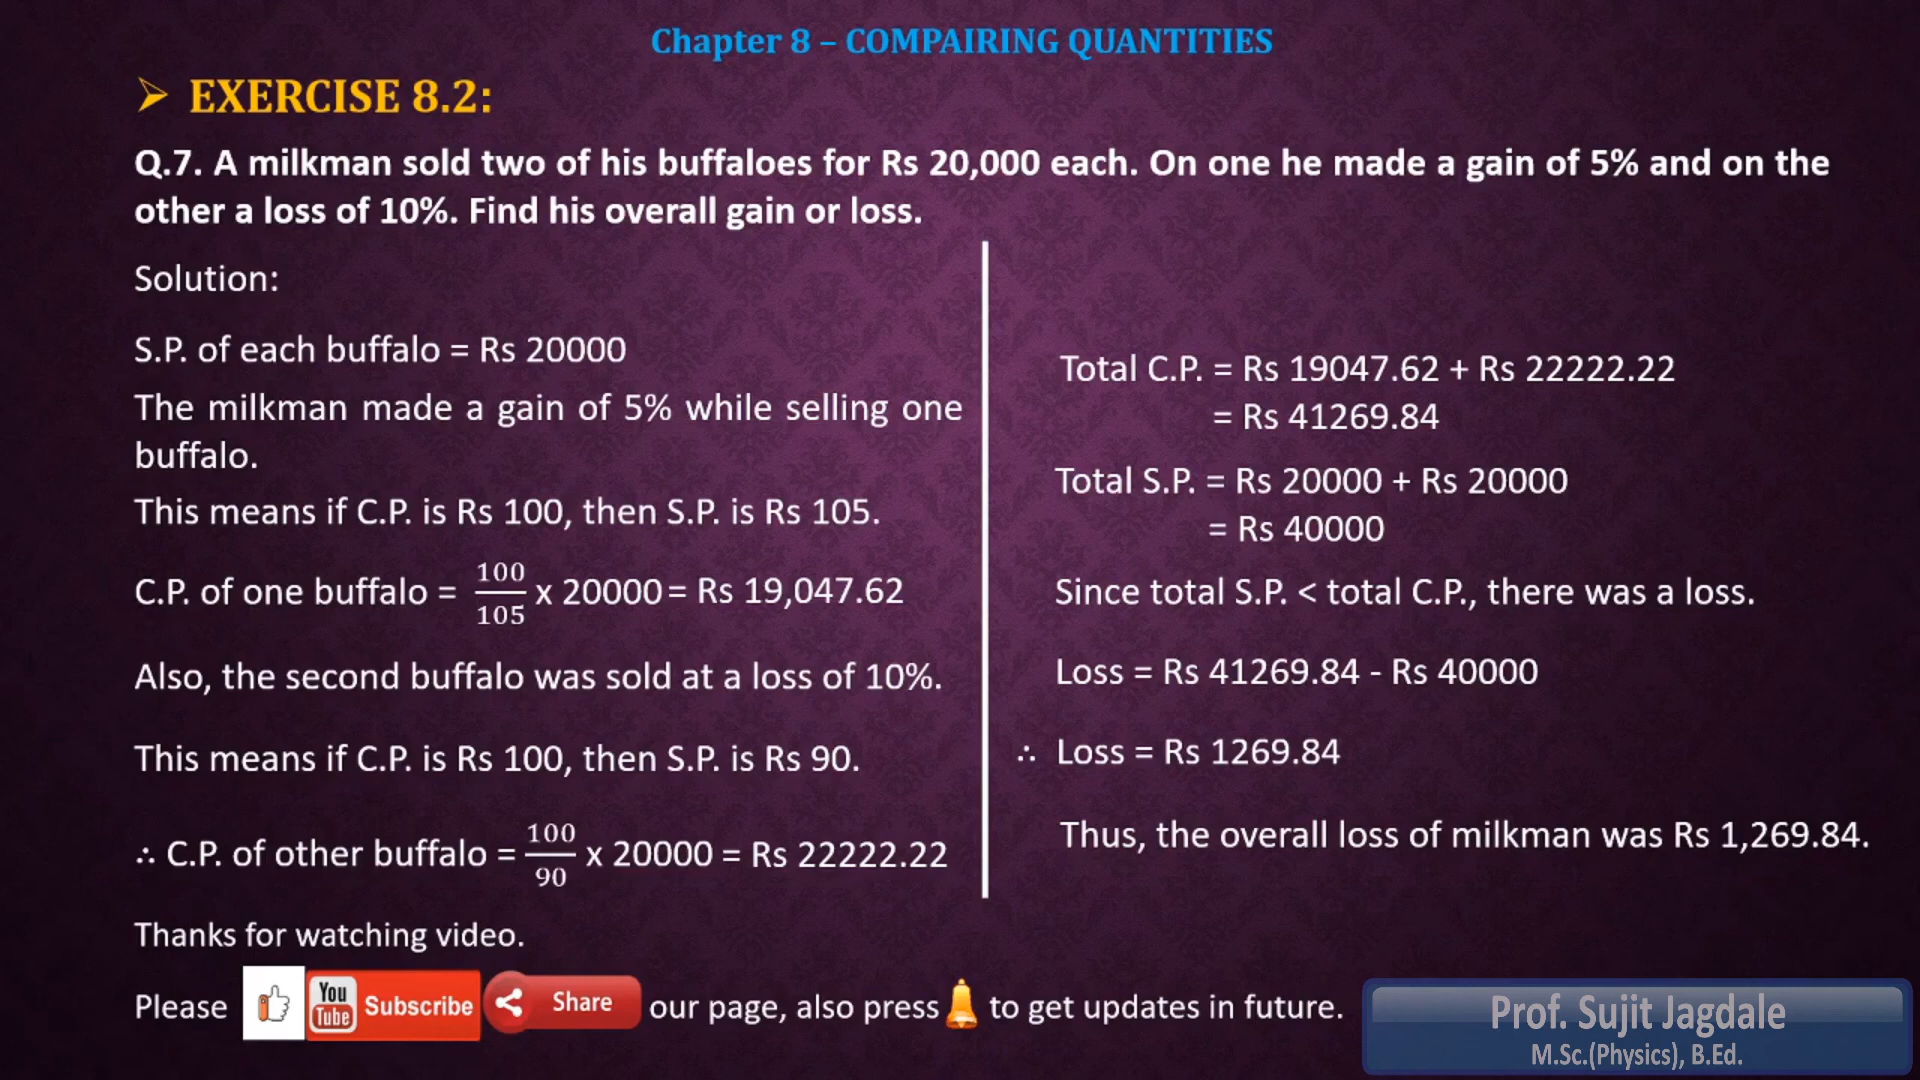 Chapter 8 – COMPAIRING QUANTITIES
➢ EXERCISE 8.2:
Q.7. A milkman sold two of his buffaloes for Rs 20,000 each. On one he made a gain of 5% and on the
other a loss of 10%. Find his overall gain or loss.
Solution:
S.P. of each buffalo = Rs 20000
The milkman made a gain of 5% while selling one
buffalo.
This means if C.P. is Rs 100, then S.P. is Rs 105.
C.P. of one buffalo = 100/105 x 20000 = Rs 19,047.62
Also, the second buffalo was sold at a loss of 10%.
This means if C.P. is Rs 100, then S.P. is Rs 90.
∴ C.P. of other buffalo = 100/90 x 20000 = Rs 22222.22
Total C.P. = Rs 19047.62 + Rs 22222.22
= Rs 41269.84
Total S.P. = Rs 20000 + Rs 20000
= Rs 40000
Since total S.P. < total C.P., there was a loss.
Loss = Rs 41269.84 - Rs 40000
∴ Loss = Rs 1269.84
Thus, the overall loss of milkman was Rs 1,269.84.
Thanks for watching video.
Please You Tube Subscribe Share our page, also press to get updates in future.
Prof. Sujit Jagdale
M.Sc.(Physics), B.Ed.